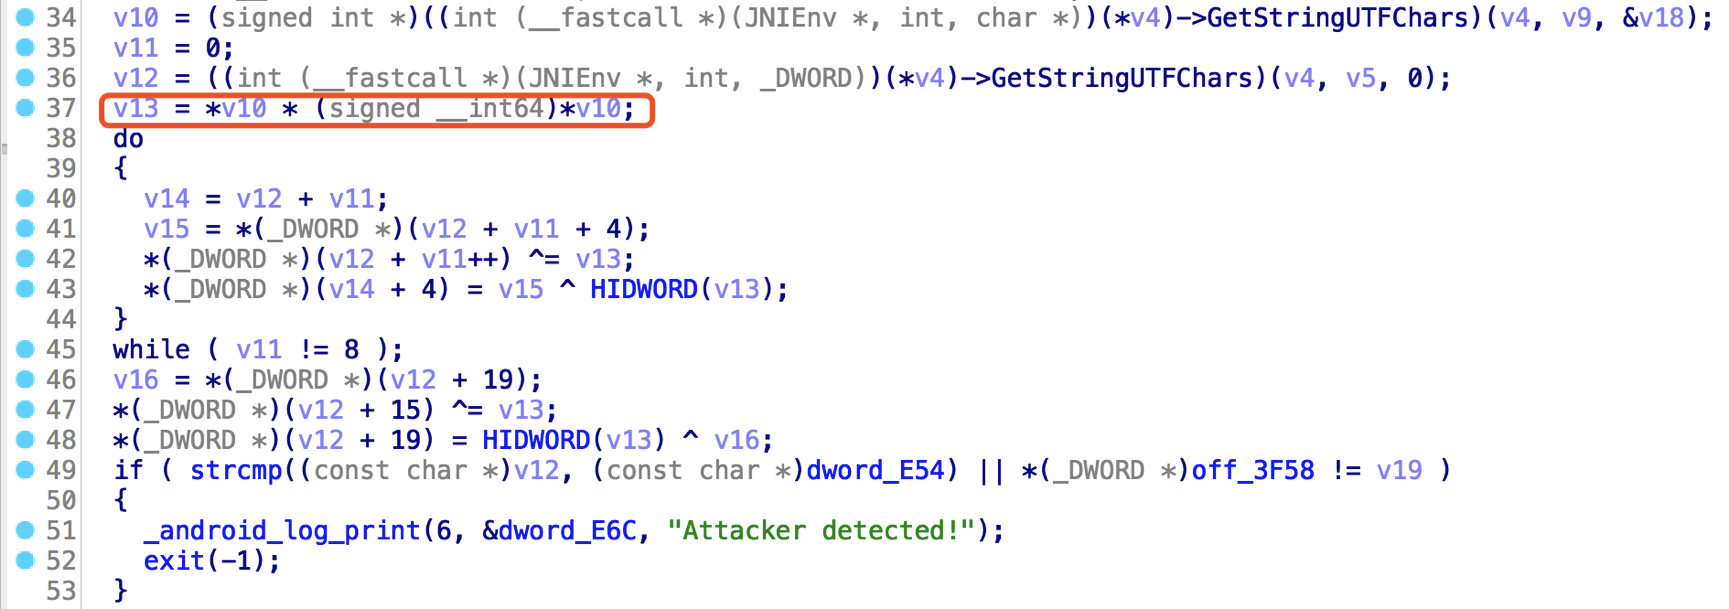 34 v10 = (signed int *)((int (__fastcall *)(JNIEnv *, int, char *))(*v4)->GetStringUTFChars)(v4, v9, &v18);
35 v11 = 0;
36 v12 = ((int (__fastcall *)(JNIEnv *, int, _DWORD))(*v4)->GetStringUTFChars)(v4, v5, 0);
37 v13 = *v10 * (signed __int64)*v10;
38 do
39 {
40 v14 = v12 + v11;
41 v15 = *(_DWORD *)(v12 + v11 + 4);
42 *(_DWORD *)(v12 + v11++) ^= v13;
43 *(_DWORD *)(v14 + 4) = v15 ^ HIDWORD(v13);
44 }
45 while ( v11 != 8 );
46 v16 = *(_DWORD *)(v12 + 19);
47 *(_DWORD *)(v12 + 15) ^= v13;
48 *(_DWORD *)(v12 + 19) = HIDWORD(v13) ^ v16;
49 if ( strcmp((const char *)v12, (const char *)dword_E54) || *(_DWORD *)off_3F58 != v19 )
50 {
51 _android_log_print(6, &dword_E6C, "Attacker detected!");
52 exit(-1);
53 }